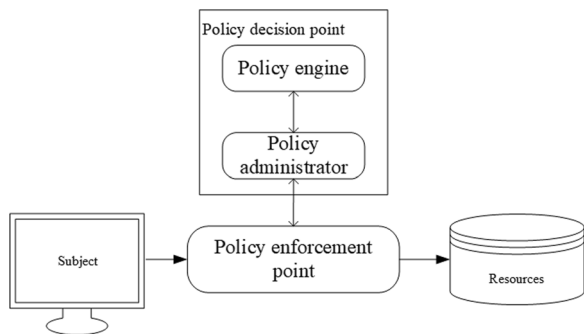 Policy decision point
Policy engine
Policy
administrator
Subject
Policy enforcement
point
Resources